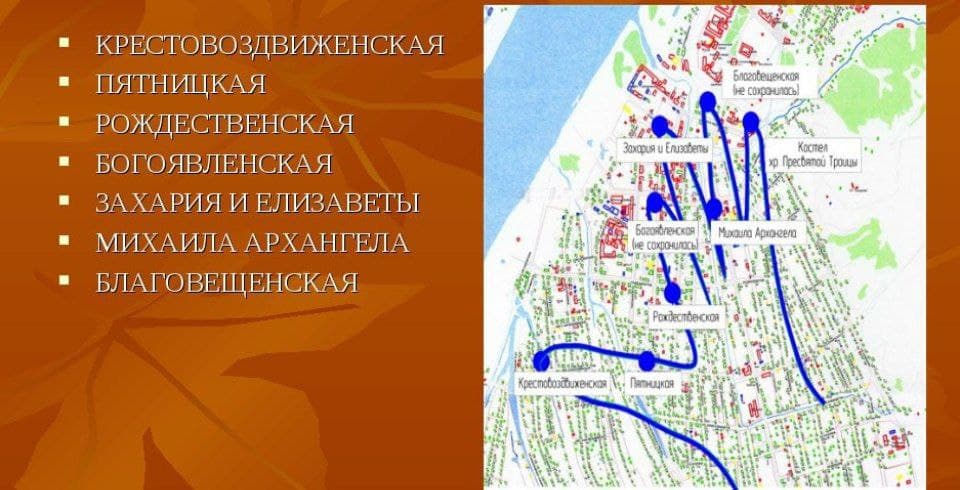 КРЕСТОВОЗДВИЖЕНСКАЯ
ПЯТНИЦКАЯ
РОЖДЕСТВЕНСКАЯ
БОГОЯВЛЕНСКАЯ
ЗАХАРИЯ И ЕЛИЗАВЕТЫ
МИХАИЛА АРХАНГЕЛА
БЛАГОВЕЩЕНСКАЯ
Благовещенская
(не сохранилась)
Захария и Елизаветы
Костел
хр. Пресвятой Троицы
Богоявленская
(не сохранилась)
Михаила Архангела
Рождественская
Крестовоздвиженская
Пятницкая